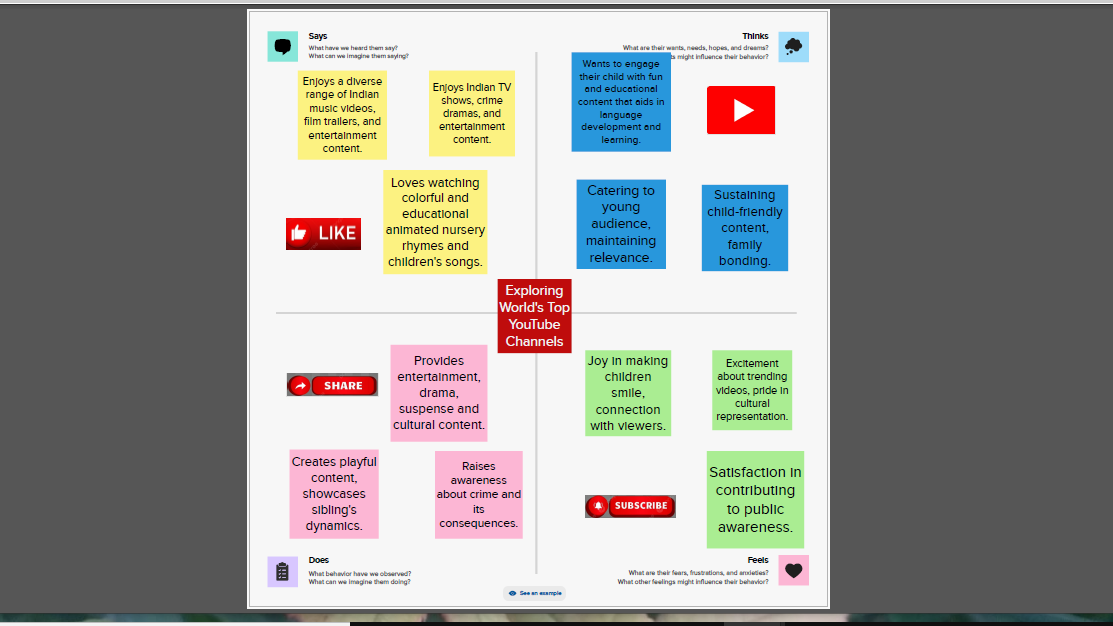 Says
What have we heard them say?
What can we imagine them saying?
Enjoys a diverse
range of Indian
music videos,
film trailers, and
entertainment
content.
Enjoys Indian TV
shows, crime
dramas, and
entertainment
content.
LIKE
Loves watching
colorful and
educational
animated nursery
rhymes and
children's songs.
Thinks
What are their wants, needs, hopes, and dreams?
might influence their behavior?
Wants to engage
their child with fun
and educational
content that aids in
language
development and
learning.
Catering to
young
audience,
maintaining
relevance.
Sustaining
child-friendly
content,
family
bonding.
Exploring
World's Top
YouTube
Channels
SHARE
Provides
entertainment,
drama,
suspense and
cultural content.
Creates playful
content,
showcases
sibling's
dynamics.
Raises
awareness
about crime and
its
consequences.
Does
What behavior have we observed?
What can we imagine them doing?
Joy in making
children
smile,
connection
with viewers.
Excitement
about trending
videos, pride in
cultural
representation.
SUBSCRIBE
Satisfaction in
contributing
to public
awareness.
Feels
What are their fears, frustrations, and anxieties?
What other feelings might influence their behavior?
See an example